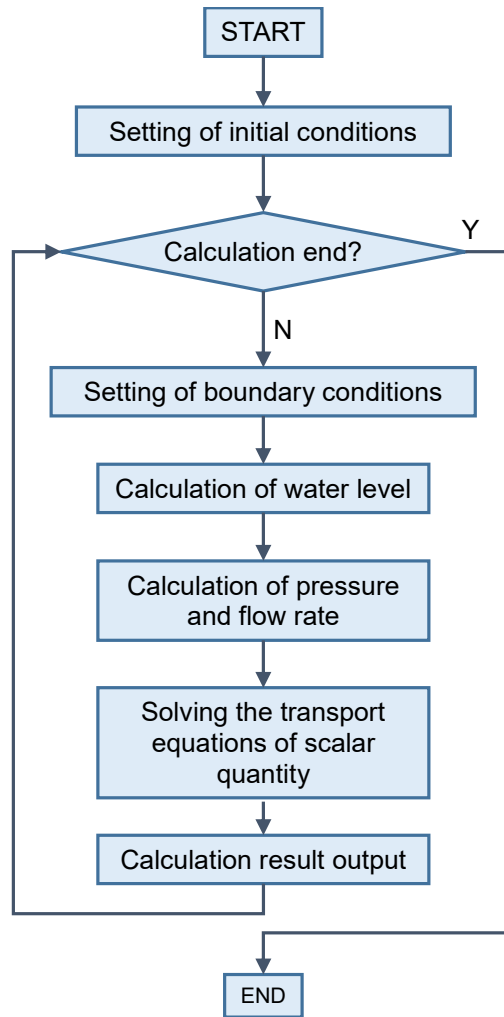 START
Setting of initial conditions
Calculation end?
Y
N
Setting of boundary conditions
Calculation of water level
Calculation of pressure
and flow rate
Solving the transport
equations of scalar
quantity
Calculation result output
END